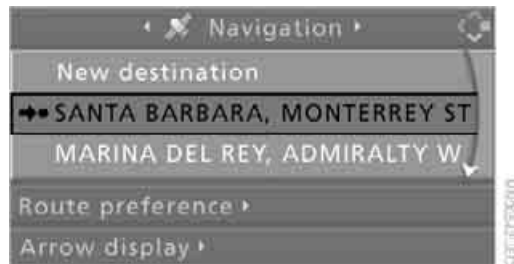 Navigation
New destination
SANTA BARBARA, MONTERREY ST
MARINA DEL REY, ADMIRALTY W
Route preference
Arrow display